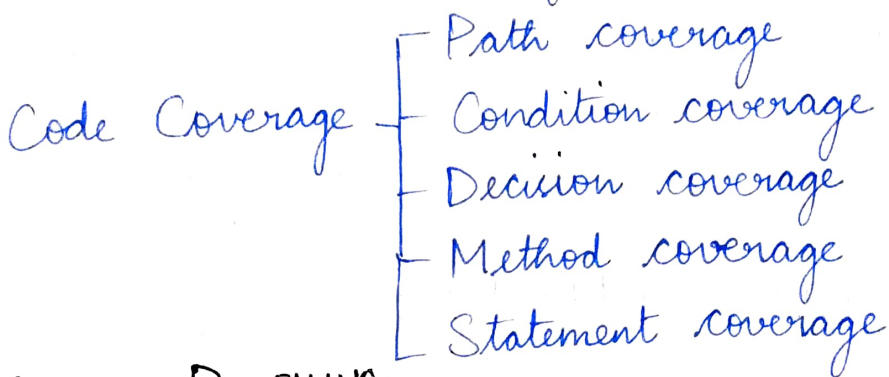 Path coverage
Condition coverage
Code Coverage
Decision coverage
Method coverage
Statement coverage